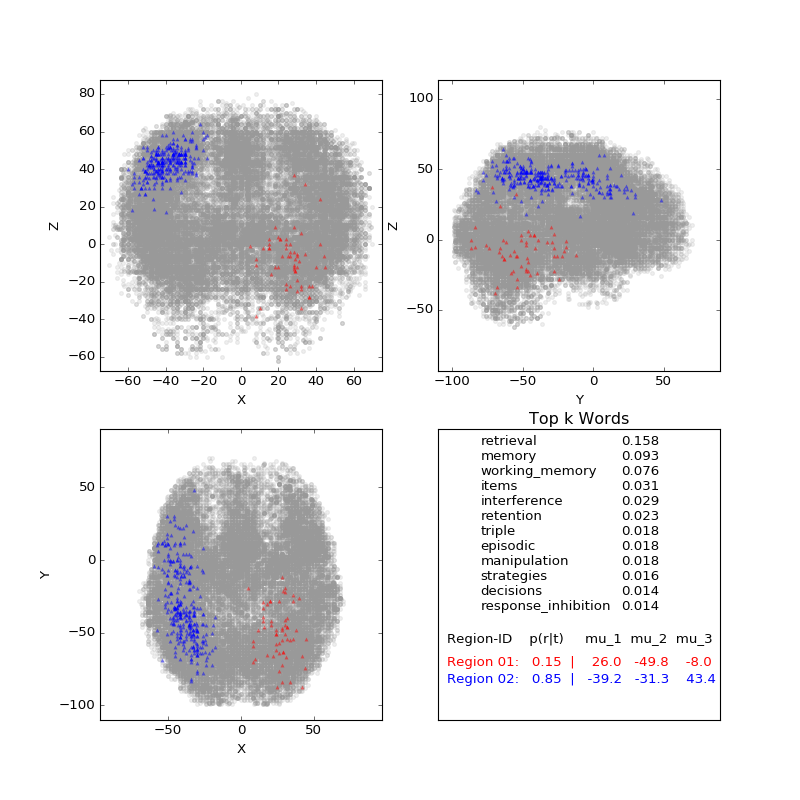 80
60
40
20
0
−20
−40
−60
Z
−60 −40 −20 0 20 40 60
X
100
50
0
−50
Z
−100 −50 0 50
Y
50
0
−50
−100
Y
−50 0 50
X
Top k Words
retrieval 0.158
memory 0.093
working_memory 0.076
items 0.031
interference 0.029
retention 0.023
triple 0.018
episodic 0.018
manipulation 0.018
strategies 0.016
decisions 0.014
response_inhibition 0.014
Region-ID p(r|t) mu_1 mu_2 mu_3
Region 01: 0.15 | 26.0 -49.8 -8.0
Region 02: 0.85 | -39.2 -31.3 43.4